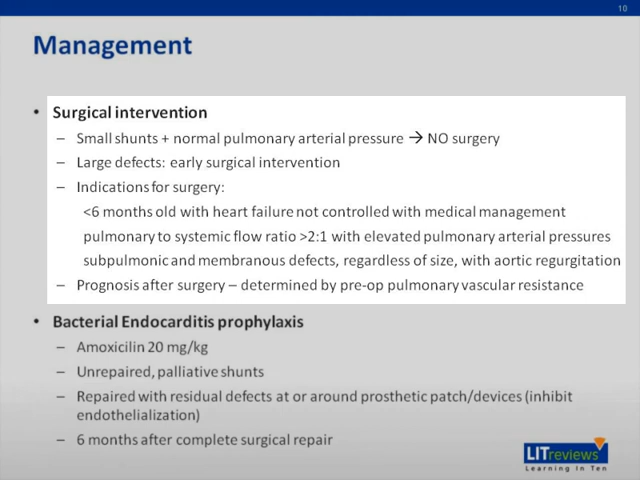 10
Management
• Surgical intervention
– Small shunts + normal pulmonary arterial pressure → NO surgery
– Large defects: early surgical intervention
– Indications for surgery:
<6 months old with heart failure not controlled with medical management
pulmonary to systemic flow ratio >2:1 with elevated pulmonary arterial pressures
subpulmonic and membranous defects, regardless of size, with aortic regurgitation
– Prognosis after surgery – determined by pre-op pulmonary vascular resistance
• Bacterial Endocarditis prophylaxis
– Amoxicilin 20 mg/kg
– Unrepaired, palliative shunts
– Repaired with residual defects at or around prosthetic patch/devices (inhibit
endothelialization)
– 6 months after complete surgical repair
LITreviews
Learning In Ten